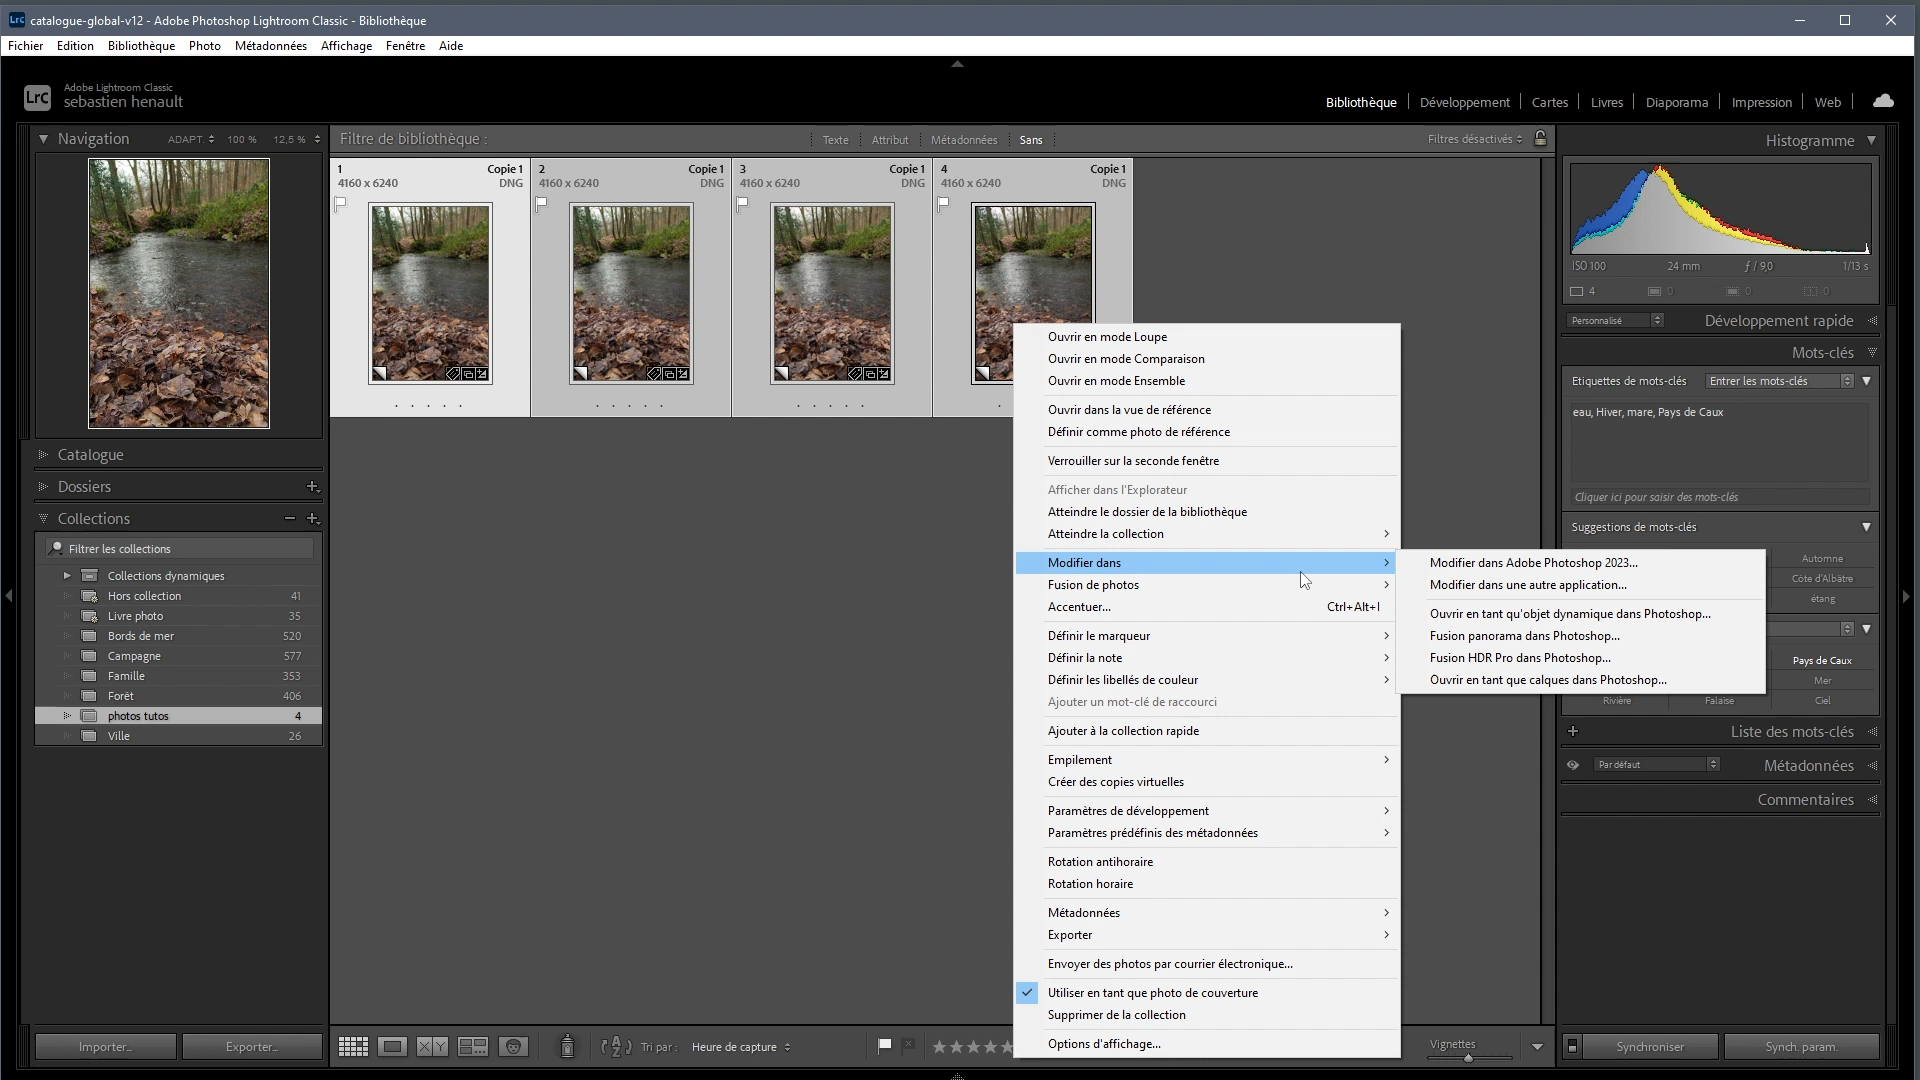 Lrc catalogue-global-v12 - Adobe Photoshop Lightroom Classic - Bibliothèque
Fichier Edition Bibliothèque Photo Métadonnées Affichage Fenêtre Aide
LrC Adobe Lightroom Classic
sebastien henault
Bibliothèque Développement Cartes Livres Diaporama Impression Web
Navigation ADAPT. 100 % 12,5 %
Filtre de bibliothèque : Texte Attribut Métadonnées Sans Filtres désactivés
Histogramme
1 Copie 1
4160 x 6240 DNG
2 Copie 1
4160 x 6240 DNG
3 Copie 1
4160 x 6240 DNG
4 Copie 1
4160 x 6240 DNG
ISO 100 24 mm ƒ / 9,0 1/13 s
4 0 0 0
Personnalisé Développement rapide
Mots-clés
Etiquettes de mots-clés Entrer les mots-clés
eau, Hiver, mare, Pays de Caux
Cliquer ici pour saisir des mots-clés
Suggestions de mots-clés
Automne
Côte d'Albâtre
étang
Pays de Caux
Mer
Rivière Falaise Ciel
Liste des mots-clés
Par défaut Métadonnées
Commentaires
Catalogue
Dossiers
Collections
Filtrer les collections
Collections dynamiques
Hors collection 41
Livre photo 35
Bords de mer 520
Campagne 577
Famille 353
Forêt 406
photos tutos 4
Ville 26
Ouvrir en mode Loupe
Ouvrir en mode Comparaison
Ouvrir en mode Ensemble
Ouvrir dans la vue de référence
Définir comme photo de référence
Verrouiller sur la seconde fenêtre
Afficher dans l'Explorateur
Atteindre le dossier de la bibliothèque
Atteindre la collection
Modifier dans
Fusion de photos
Accentuer... Ctrl+Alt+I
Définir le marqueur
Définir la note
Définir les libellés de couleur
Ajouter un mot-clé de raccourci
Ajouter à la collection rapide
Empilement
Créer des copies virtuelles
Paramètres de développement
Paramètres prédéfinis des métadonnées
Rotation antihoraire
Rotation horaire
Métadonnées
Exporter
Envoyer des photos par courrier électronique...
Utiliser en tant que photo de couverture
Supprimer de la collection
Options d'affichage...
Modifier dans Adobe Photoshop 2023...
Modifier dans une autre application...
Ouvrir en tant qu'objet dynamique dans Photoshop...
Fusion panorama dans Photoshop...
Fusion HDR Pro dans Photoshop...
Ouvrir en tant que calques dans Photoshop...
Importer... Exporter... XY AZ Tri par : Heure de capture Vignettes Synchroniser Synch. param.